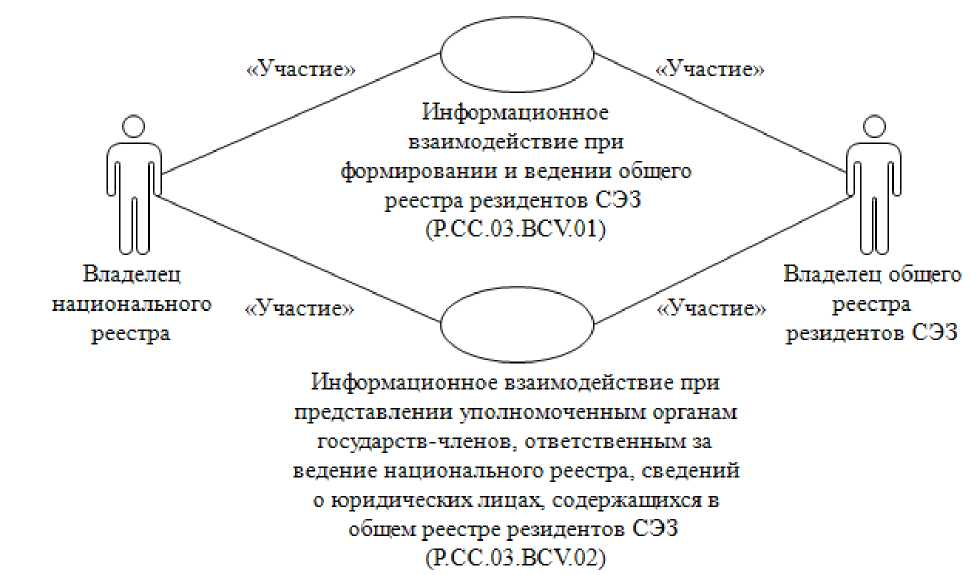 «Участие»
«Участие»
Информационное
взаимодействие при
формировании и ведении общего
реестра резидентов СЭЗ
(P.CC.03.BCV.01)
Владелец
национального
реестра
Владелец общего
реестра
резидентов СЭЗ
«Участие»
«Участие»
Информационное взаимодействие при
представлении уполномоченным органам
государств-членов, ответственным за
ведение национального реестра, сведений
о юридических лицах, содержащихся в
общем реестре резидентов СЭЗ
(P.CC.03.BCV.02)